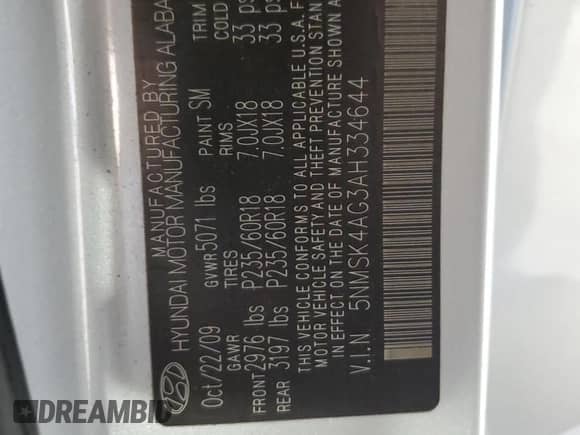 MANUFACTURED BY
HYUNDAI MOTOR MANUFACTURING ALABA
Oct/22/09 GVWR 5071 lbs PAINT SM TRIM
GAWR TIRES RIMS COLD
FRONT 2976 lbs P235/60R18 7.0JX18 33 ps
REAR 3197 lbs P235/60R18 7.0JX18 33 ps
THIS VEHICLE CONFORMS TO ALL APPLICABLE U.S.A. F
MOTOR VEHICLE SAFETY AND THEFT PREVENTION STAN
IN EFFECT ON THE DATE OF MANUFACTURE SHOWN A
V.I.N 5NMSK4AG3AH334644
DREAMBID